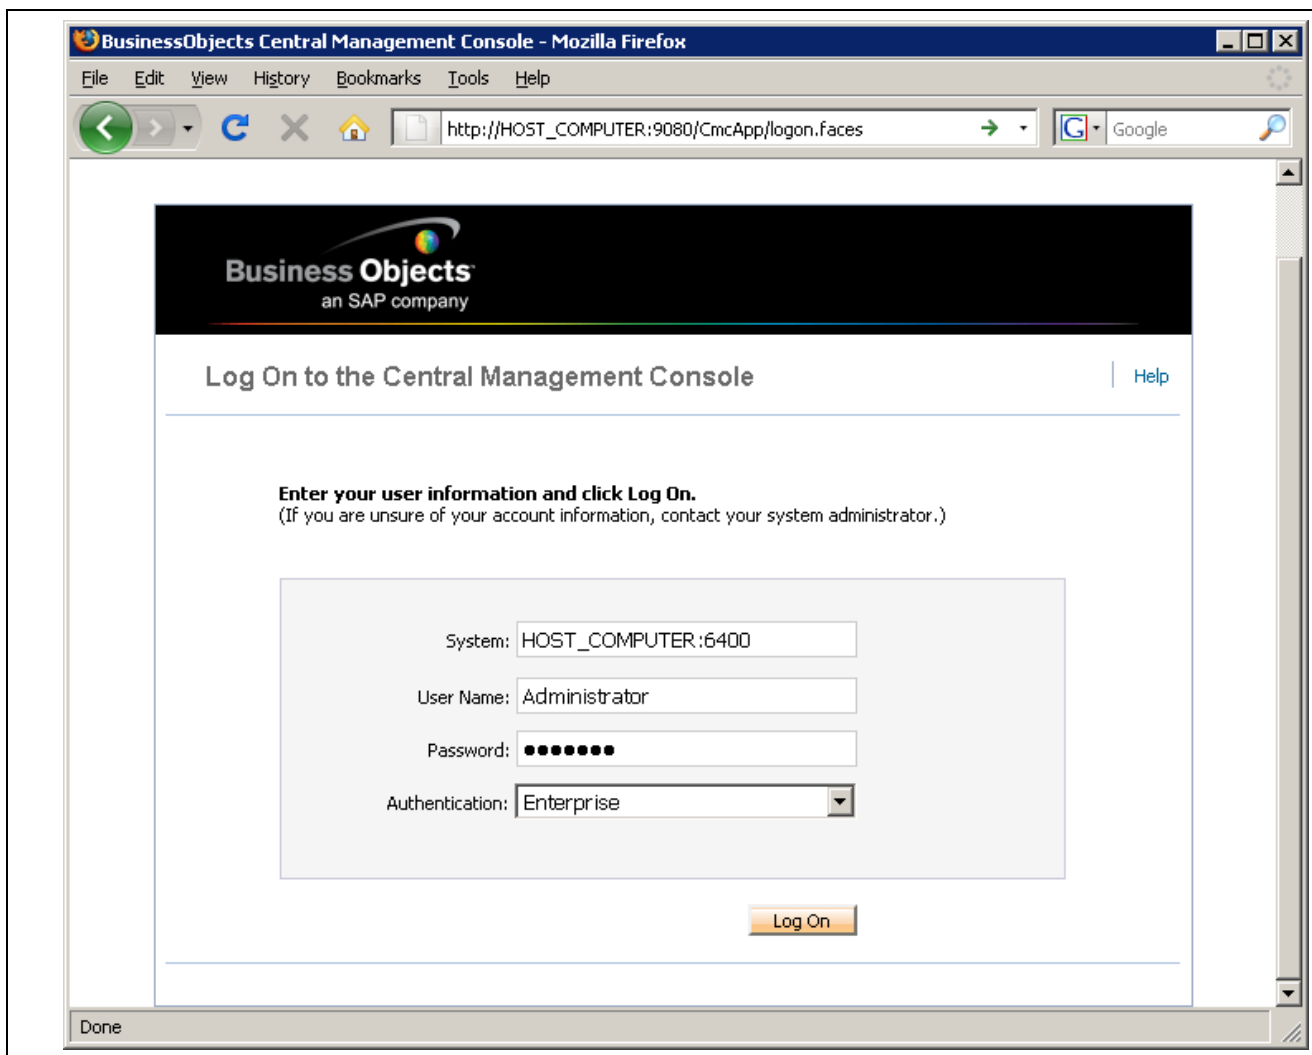 BusinessObjects Central Management Console - Mozilla Firefox
File Edit View History Bookmarks Tools Help
http://HOST_COMPUTER:9080/CmcApp/logon.faces
G Google
Business Objects
an SAP company
Log On to the Central Management Console
Help
Enter your user information and click Log On.
(If you are unsure of your account information, contact your system administrator.)
System: HOST_COMPUTER:6400
User Name: Administrator
Password: ●●●●●●●
Authentication: Enterprise
Log On
Done